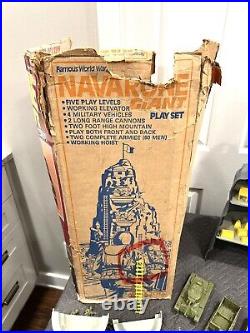 Famous World War
NAVARONE
GIANT
PLAY SET
• FIVE PLAY LEVELS
• WORKING ELEVATOR
• 4 MILITARY VEHICLES
• 2 LONG RANGE CANNONS
• TWO FOOT HIGH MOUNTAIN
• PLAY BOTH FRONT AND BACK
• TWO COMPLETE ARMIES (60 MEN)
• WORKING HOIST